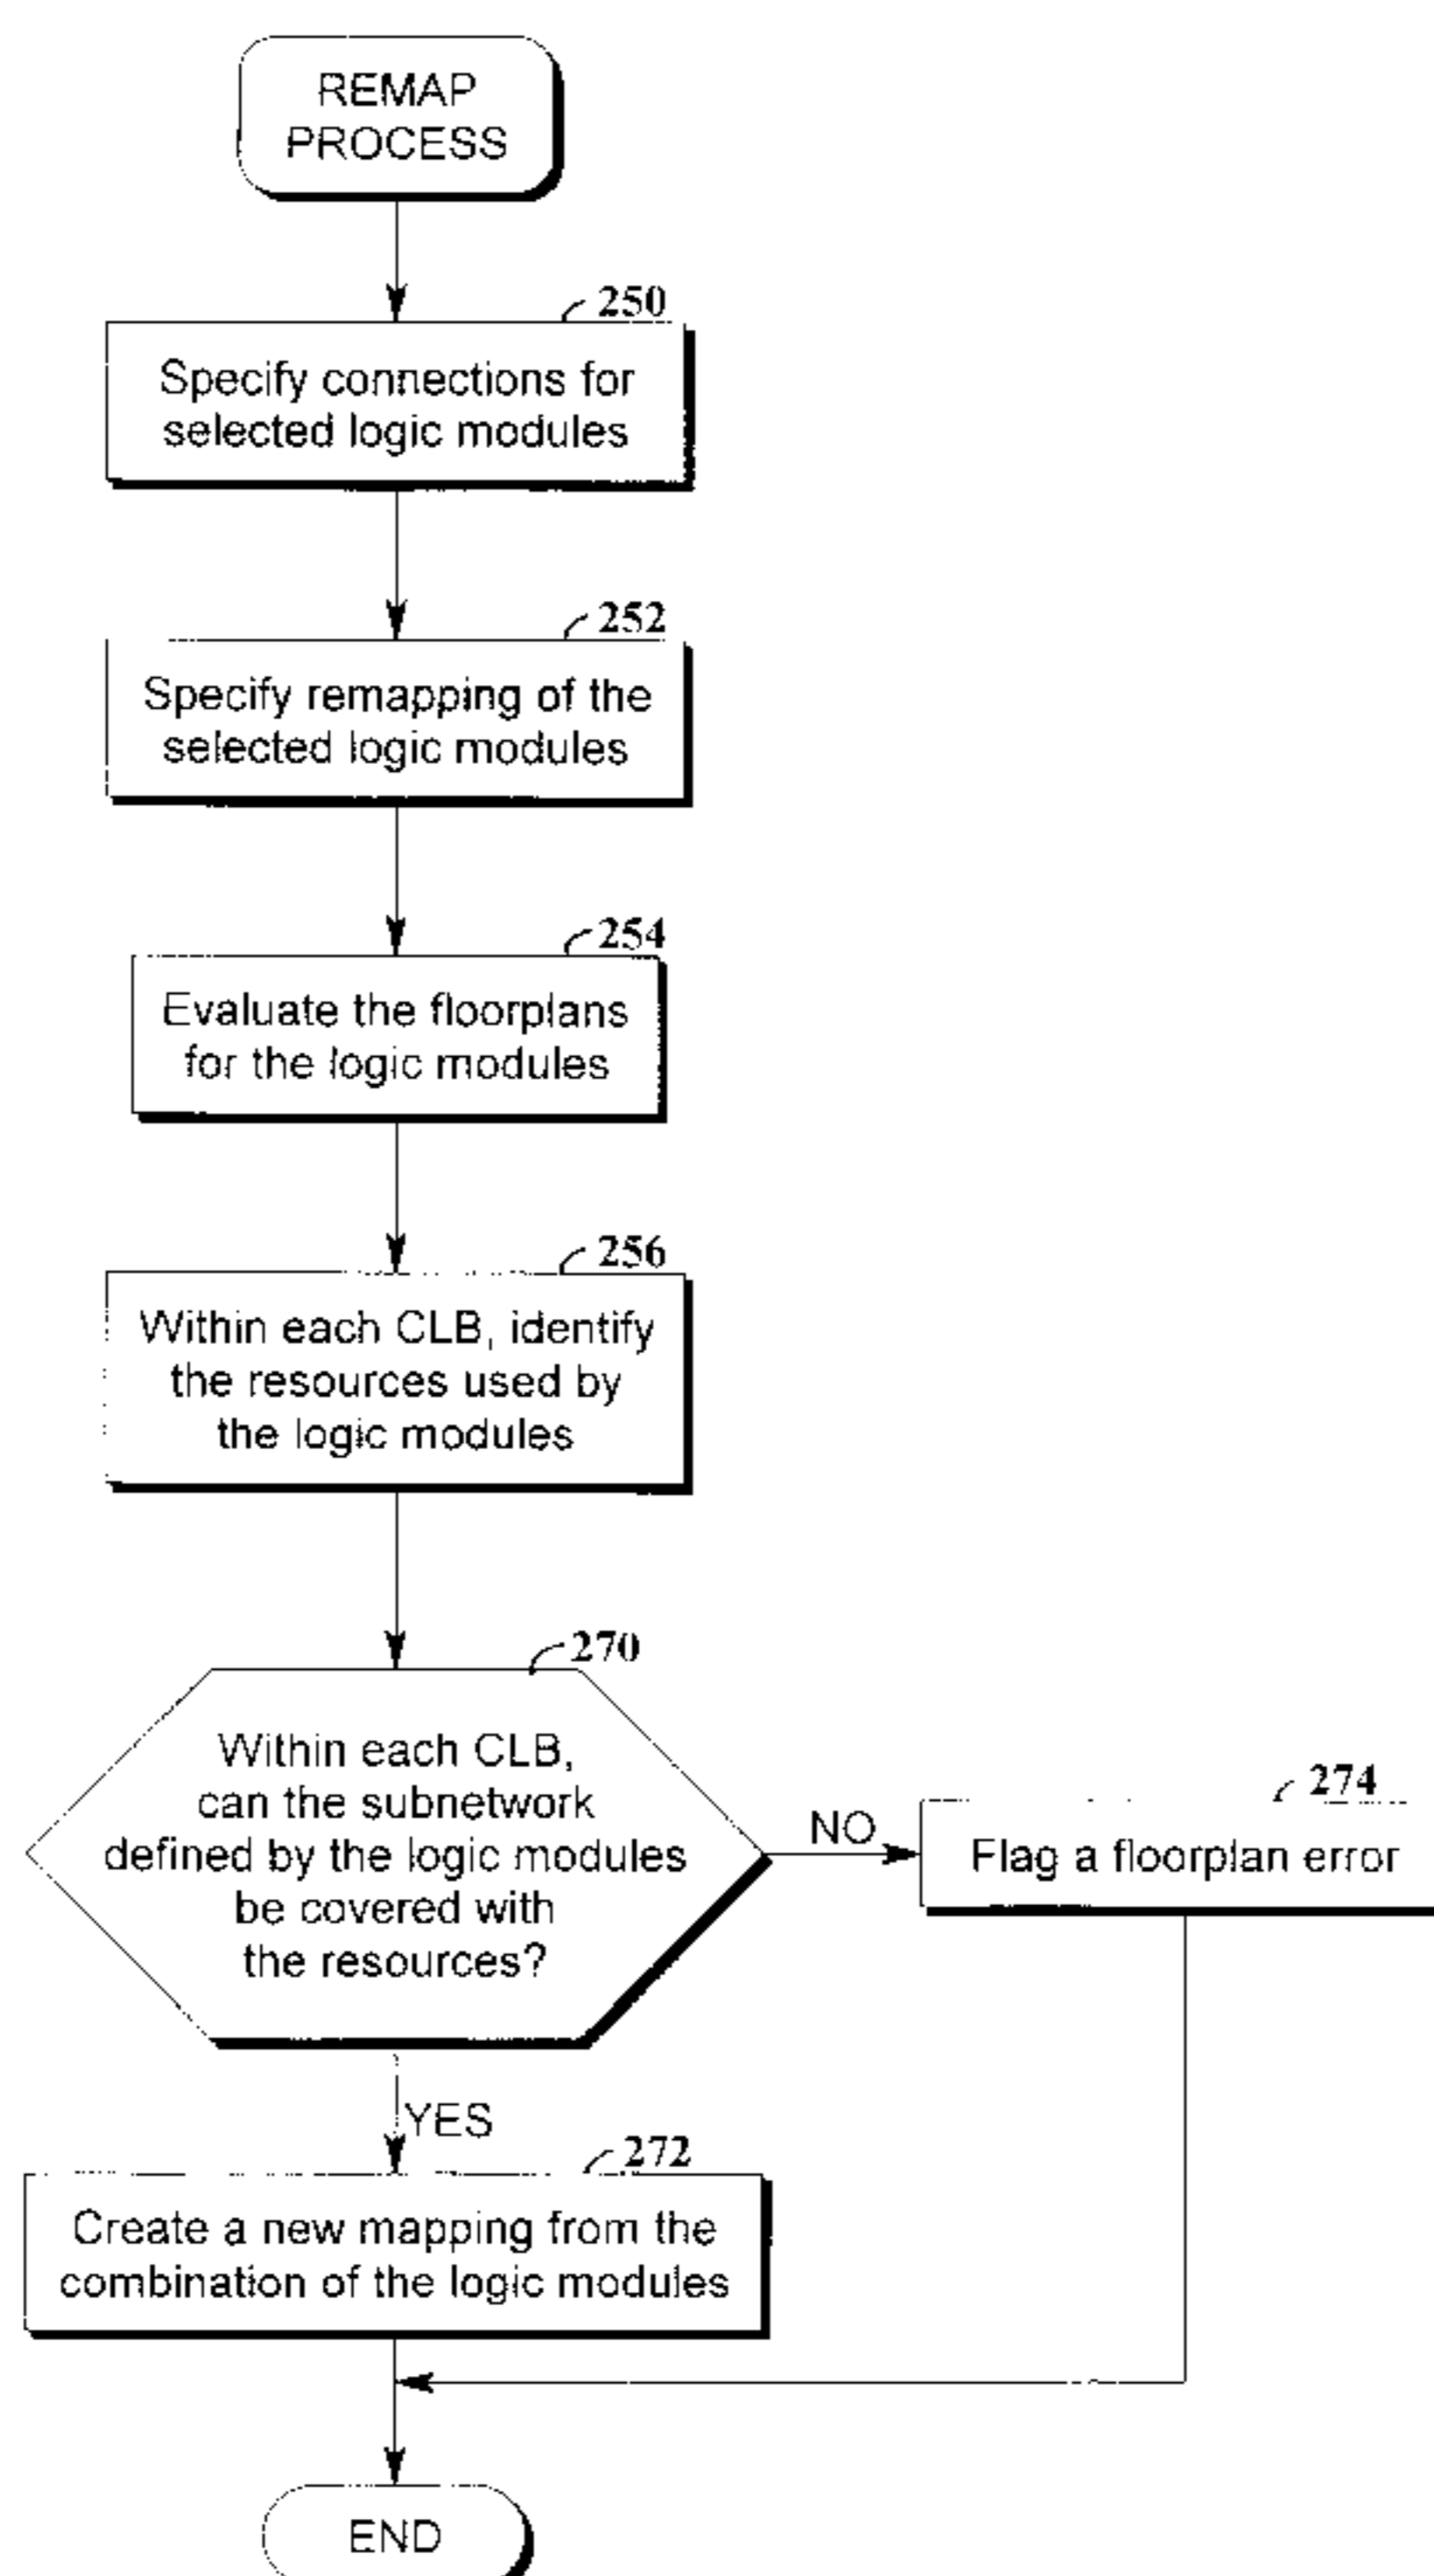 REMAP
PROCESS
250
Specify connections for
selected logic modules
252
Specify remapping of the
selected logic modules
254
Evaluate the floorplans
for the logic modules
256
Within each CLB, identify
the resources used by
the logic modules
270
Within each CLB,
can the subnetwork
defined by the logic modules
be covered with
the resources?
NO
274
Flag a floorplan error
YES
272
Create a new mapping from the
combination of the logic modules
END